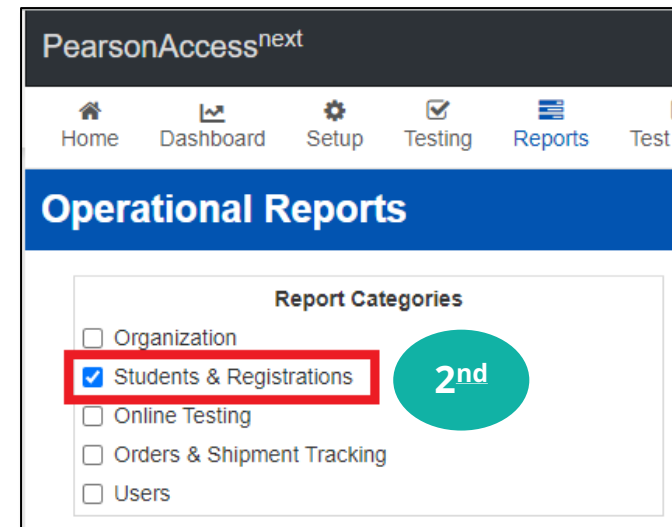 PearsonAccessnext
Home Dashboard Setup Testing Reports Test
Operational Reports
Report Categories
Organization
Students & Registrations
2nd
Online Testing
Orders & Shipment Tracking
Users